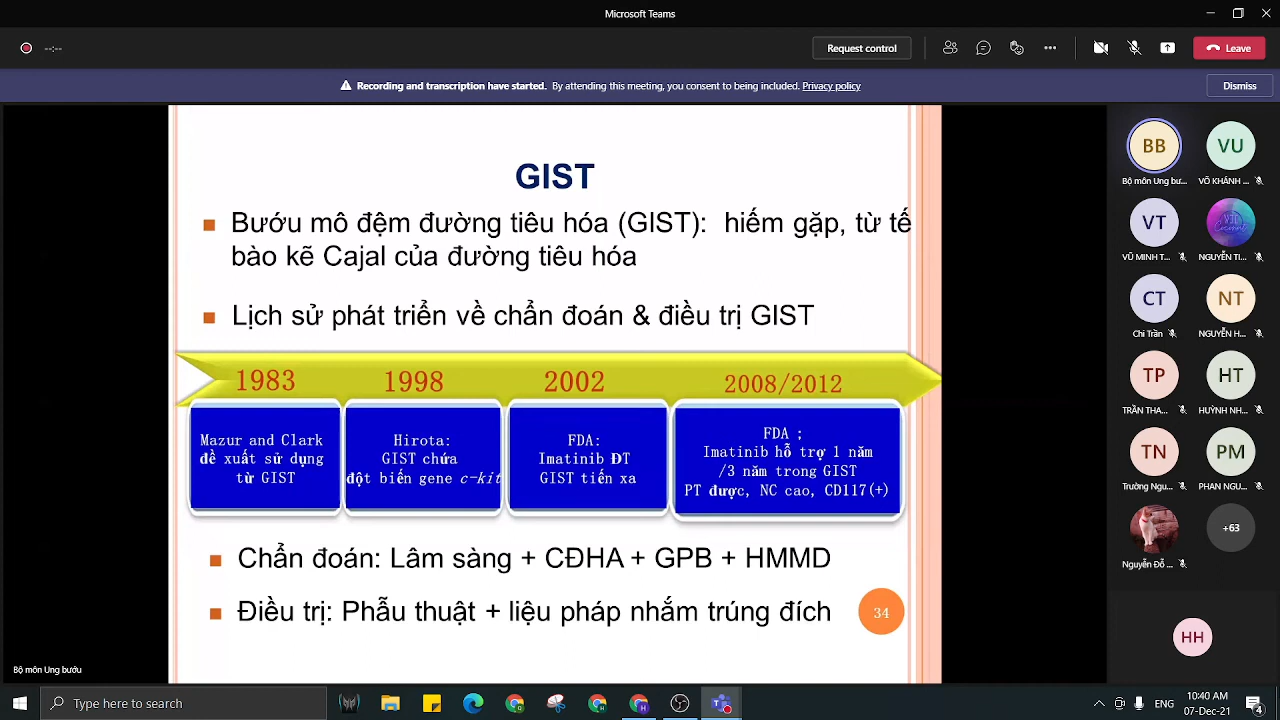 Microsoft Teams
--:--
Request control
Leave
Recording and transcription have started. By attending this meeting, you consent to being included. Privacy policy
Dismiss
GIST
Bướu mô đệm đường tiêu hóa (GIST): hiếm gặp, từ tế
bào kẽ Cajal của đường tiêu hóa
Lịch sử phát triển về chẩn đoán & điều trị GIST
1983
1998
2002
2008/2012
Mazur and Clark
đề xuất sử dụng
từ GIST
Hirota:
GIST chứa
đột biến gene c-kit
FDA:
Imatinib ĐT
GIST tiến xa
FDA ;
Imatinib hỗ trợ 1 năm
/3 năm trong GIST
PT được, NC cao, CD117(+)
Chẩn đoán: Lâm sàng + CĐHA + GPB + HMMD
Điều trị: Phẫu thuật + liệu pháp nhắm trúng đích
34
Bộ môn Ung bướu
BB
VU
Bộ môn Ung bư...
VÕ KHANH U...
VT
VŨ MINH T...
NGUYỄN TI...
CT
NT
Chi Trần
NGUYỄN H...
TP
HT
TRẦN THA...
HUỲNH NH...
TN
PM
Trường Ngu...
PHAN NGU...
+63
Nguyễn Đỗ ...
HH
Type here to search
ENG
10:40 AM
07-Dec-21